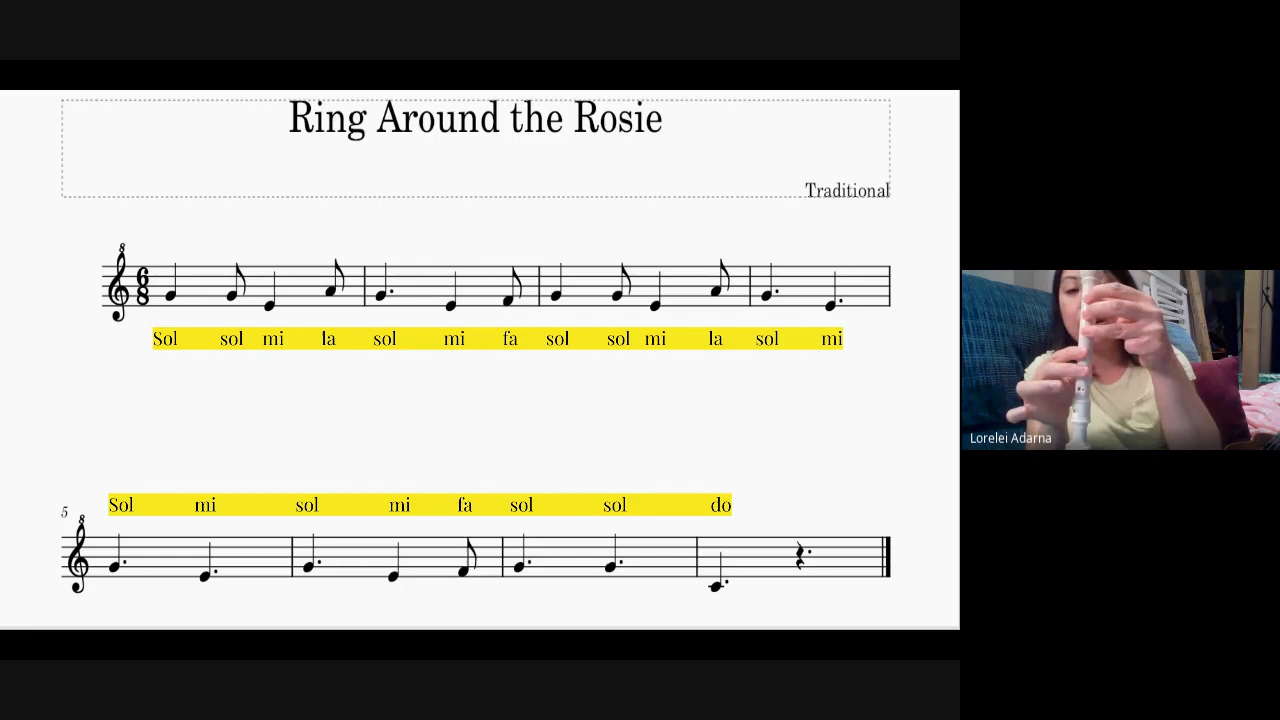 Ring Around the Rosie
Traditional
8
6
8
Sol sol mi la sol mi fa sol sol mi la sol mi
Lorelei Adarna
Sol mi sol mi fa sol sol do
5
8